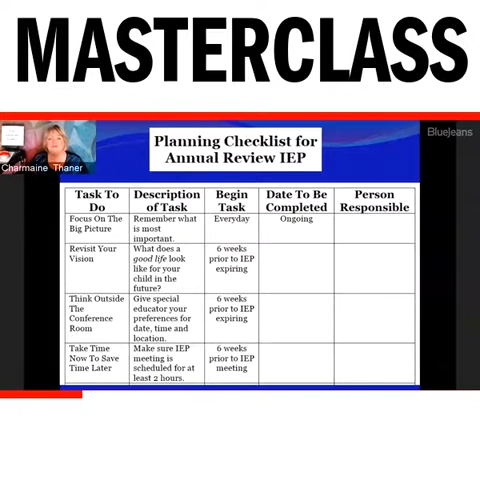 MASTERCLASS
BlueJeans
Charmaine Thaner
Planning Checklist for
Annual Review IEP
Task To
Do
Description
of Task
Begin
Task
Date To Be
Completed
Person
Responsible
Focus On The
Big Picture
Remember what
is most
important.
Everyday
Ongoing
Revisit Your
Vision
What does a
good life look
like for your
child in the
future?
6 weeks
prior to IEP
expiring
Think Outside
The
Conference
Room
Give special
educator your
preferences for
date, time and
location.
6 weeks
prior to IEP
expiring
Take Time
Now To Save
Time Later
Make sure IEP
meeting is
scheduled for at
least 2 hours.
6 weeks
prior to IEP
meeting